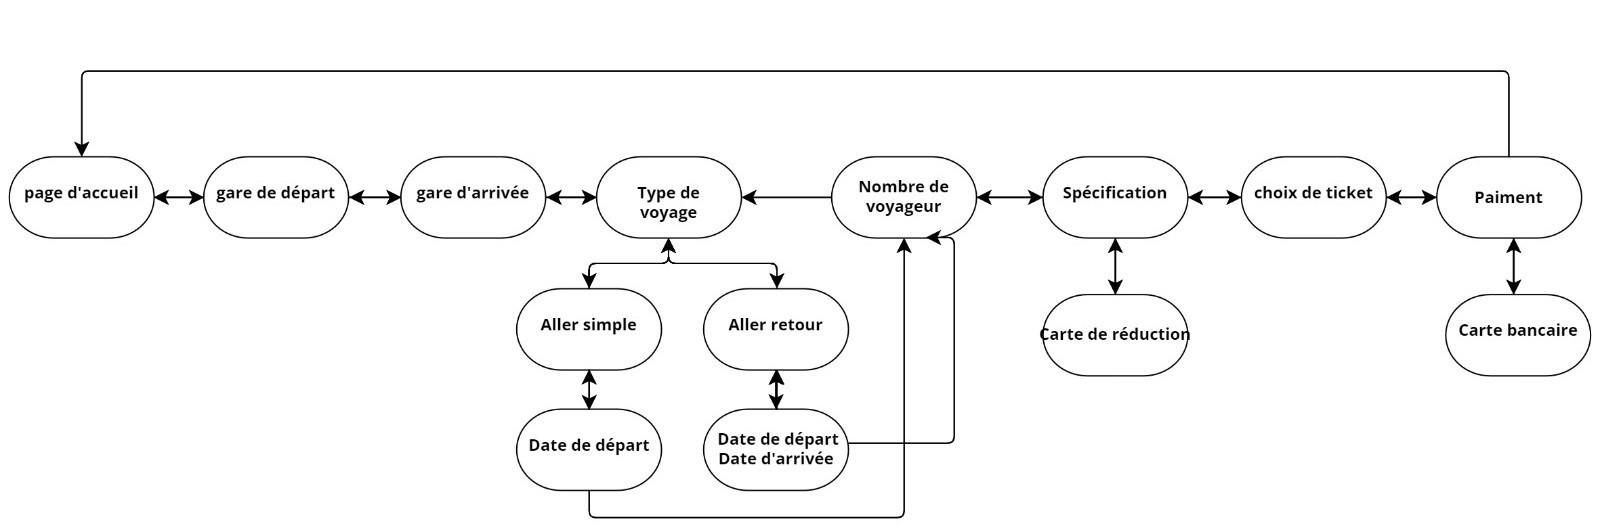 page d'accueil
gare de départ
gare d'arrivée
Type de
voyage
Nombre de
voyageur
Spécification
choix de ticket
Paiment
Aller simple
Aller retour
Carte de réduction
Carte bancaire
Date de départ
Date de départ
Date d'arrivée